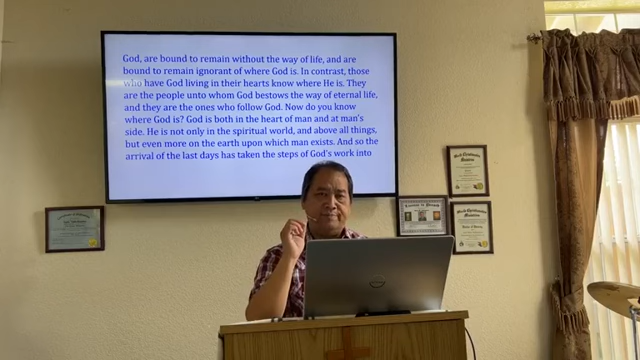 God, are bound to remain without the way of life, and are
bound to remain ignorant of where God is. In contrast, those
who have God living in their hearts know where He is. They
are the people unto whom God bestows the way of eternal life,
and they are the ones who follow God. Now do you know
where God is? God is both in the heart of man and at man's
side. He is not only in the spiritual world, and above all things,
but even more on the earth upon which man exists. And so the
arrival of the last days has taken the steps of God's work into